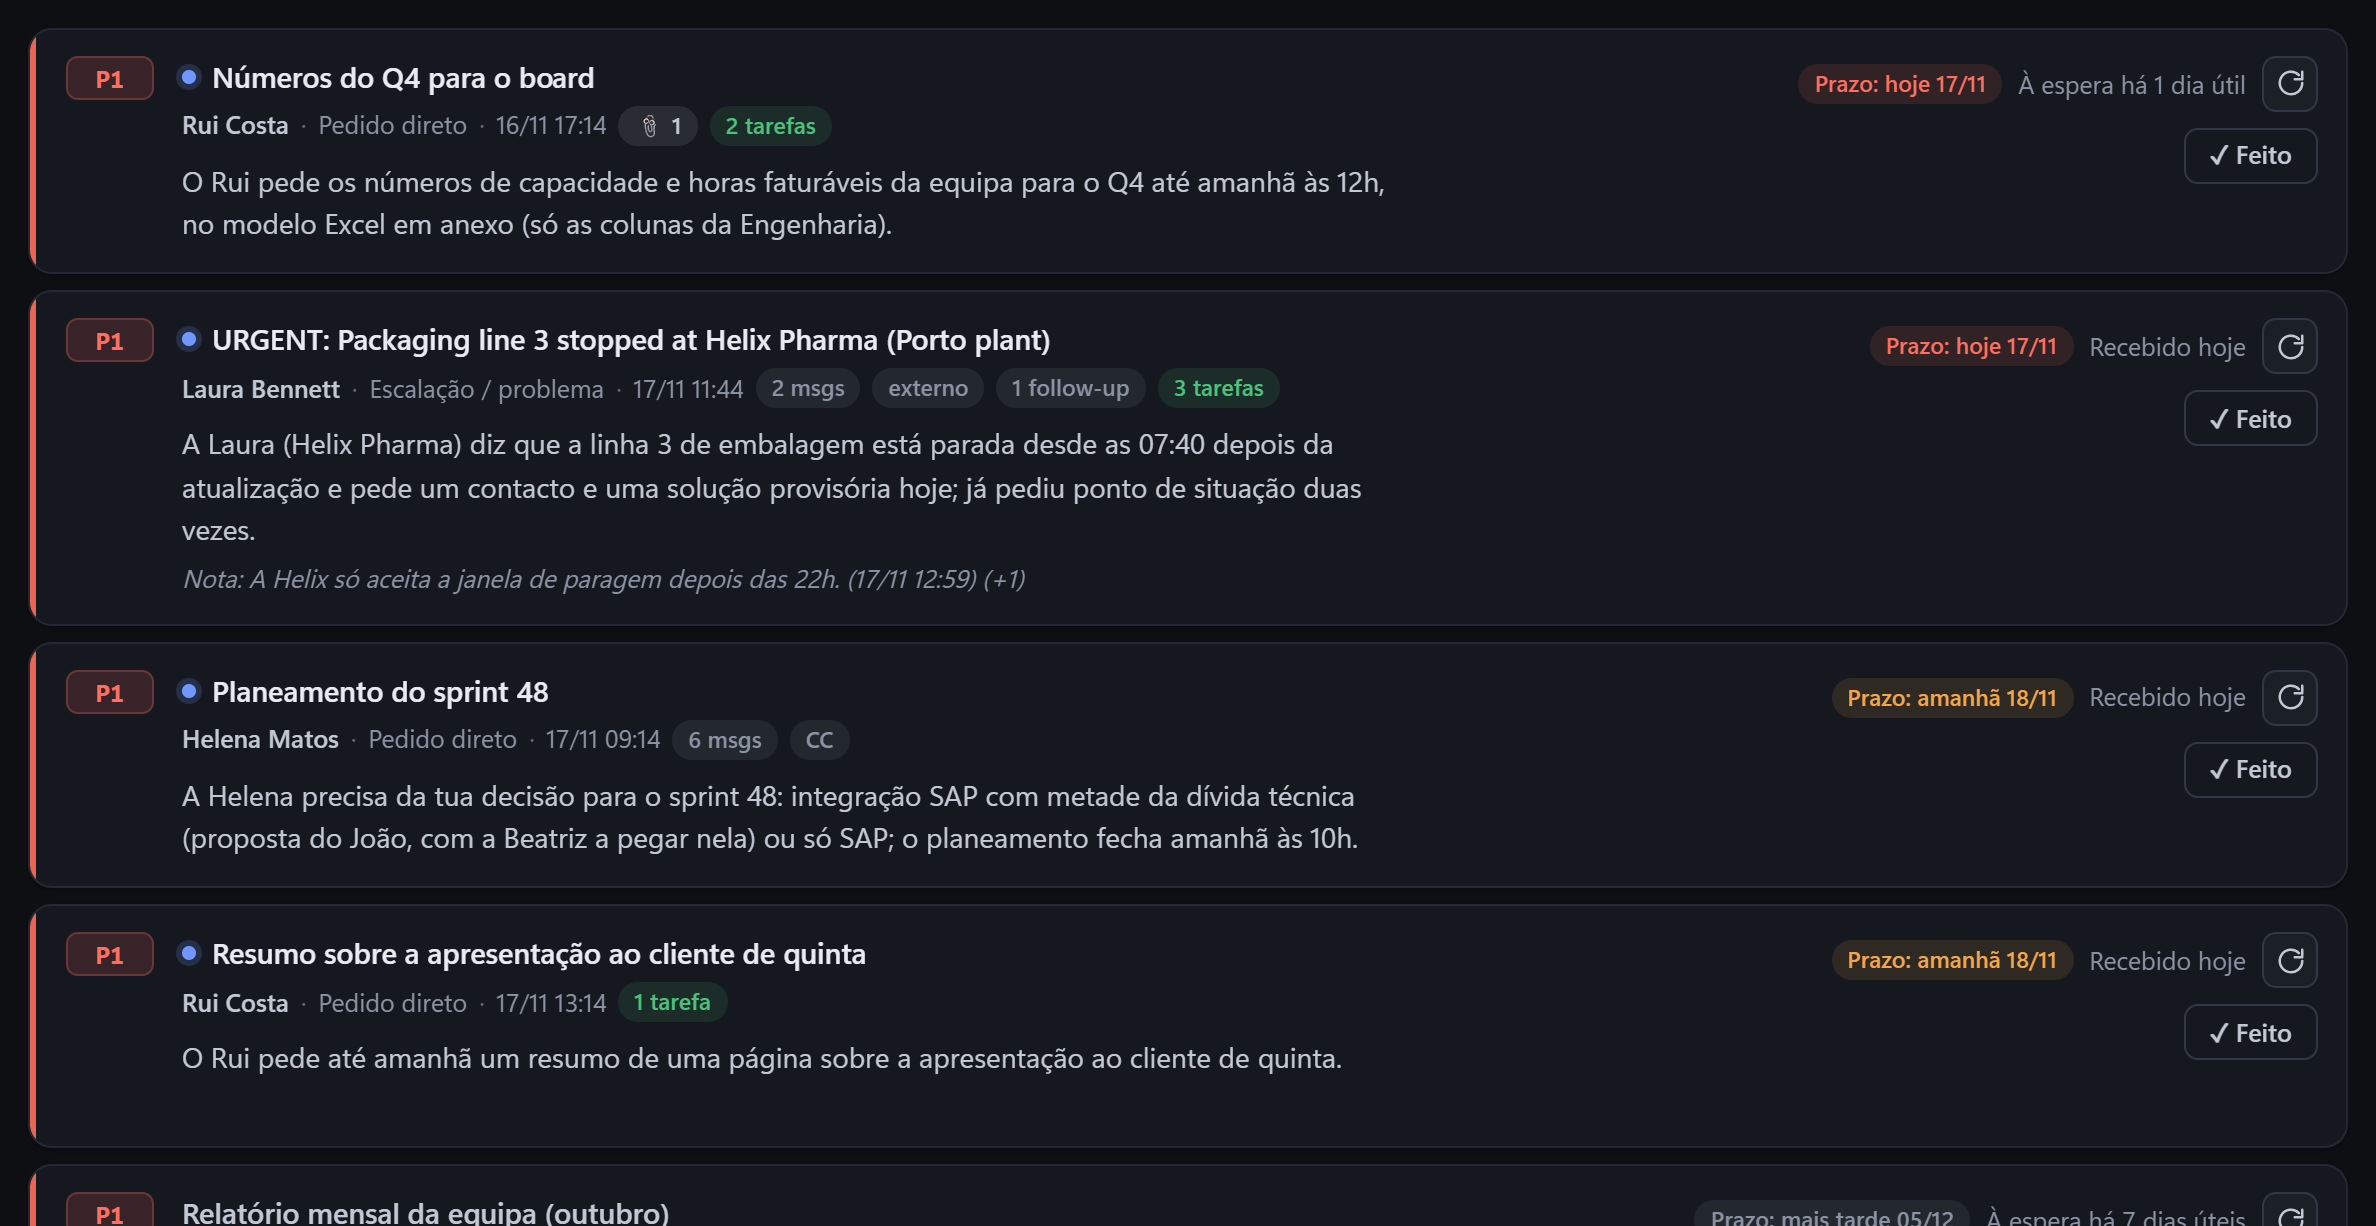 P1
Números do Q4 para o board
Prazo: hoje 17/11
À espera há 1 dia útil
Rui Costa · Pedido direto · 16/11 17:14
1
2 tarefas
✓ Feito
O Rui pede os números de capacidade e horas faturáveis da equipa para o Q4 até amanhã às 12h,
no modelo Excel em anexo (só as colunas da Engenharia).
P1
URGENT: Packaging line 3 stopped at Helix Pharma (Porto plant)
Prazo: hoje 17/11
Recebido hoje
Laura Bennett · Escalação / problema · 17/11 11:44
2 msgs
externo
1 follow-up
3 tarefas
✓ Feito
A Laura (Helix Pharma) diz que a linha 3 de embalagem está parada desde as 07:40 depois da
atualização e pede um contacto e uma solução provisória hoje; já pediu ponto de situação duas
vezes.
Nota: A Helix só aceita a janela de paragem depois das 22h. (17/11 12:59) (+1)
P1
Planeamento do sprint 48
Prazo: amanhã 18/11
Recebido hoje
Helena Matos · Pedido direto · 17/11 09:14
6 msgs
CC
✓ Feito
A Helena precisa da tua decisão para o sprint 48: integração SAP com metade da dívida técnica
(proposta do João, com a Beatriz a pegar nela) ou só SAP; o planeamento fecha amanhã às 10h.
P1
Resumo sobre a apresentação ao cliente de quinta
Prazo: amanhã 18/11
Recebido hoje
Rui Costa · Pedido direto · 17/11 13:14
1 tarefa
✓ Feito
O Rui pede até amanhã um resumo de uma página sobre a apresentação ao cliente de quinta.
P1
Relatório mensal da equipa (outubro)
Prazo: mais tarde 05/12
À espera há 7 dias úteis